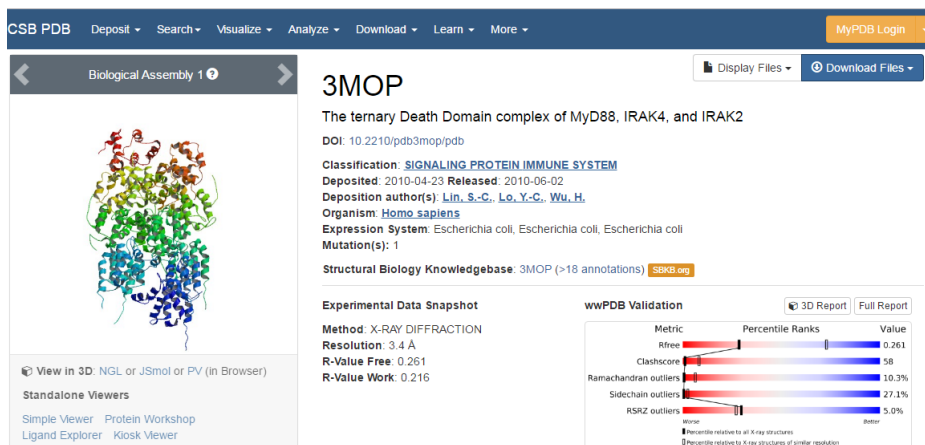 CSB PDB Deposit Search Visualize Analyze Download Learn More MyPDB Login
Biological Assembly 1 ?
Display Files Download Files
3MOP
The ternary Death Domain complex of MyD88, IRAK4, and IRAK2
DOI: 10.2210/pdb3mop/pdb
Classification: SIGNALING PROTEIN IMMUNE SYSTEM
Deposited: 2010-04-23 Released: 2010-06-02
Deposition author(s): Lin, S.-C., Lo, Y.-C., Wu, H.
Organism: Homo sapiens
Expression System: Escherichia coli, Escherichia coli, Escherichia coli
Mutation(s): 1
Structural Biology Knowledgebase: 3MOP (>18 annotations) SBKB.org
Experimental Data Snapshot
Method: X-RAY DIFFRACTION
Resolution: 3.4 Å
R-Value Free: 0.261
R-Value Work: 0.216
wwPDB Validation 3D Report Full Report
Metric Percentile Ranks Value
Rfree 0.261
Clashscore 58
Ramachandran outliers 10.3%
Sidechain outliers 27.1%
RSRZ outliers 5.0%
Worse Better
Percentile relative to all X-ray structures
Percentile relative to X-ray structures of similar resolution
View in 3D: NGL or JSmol or PV (in Browser)
Standalone Viewers
Simple Viewer Protein Workshop
Ligand Explorer Kiosk Viewer